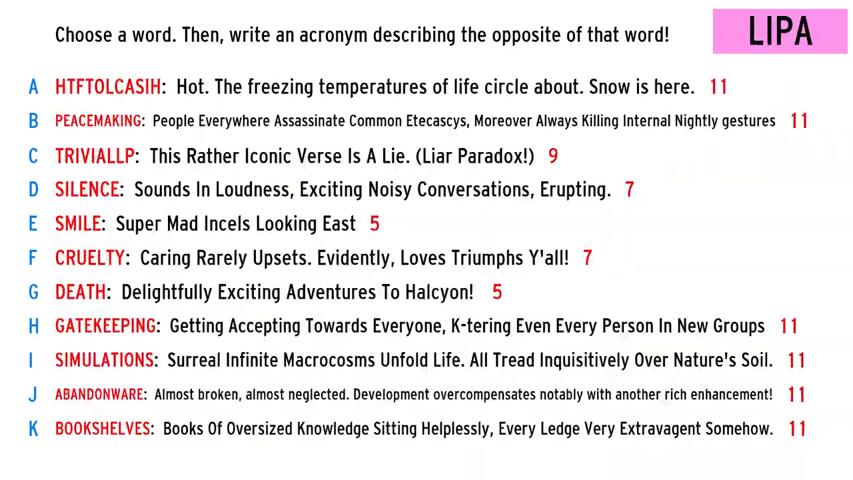 Choose a word. Then, write an acronym describing the opposite of that word!
LIPA
A HTFTOLCASIH: Hot. The freezing temperatures of life circle about. Snow is here. 11
B PEACEMAKING: People Everywhere Assassinate Common Etecascys, Moreover Always Killing Internal Nightly gestures 11
C TRIVIALLP: This Rather Iconic Verse Is A Lie. (Liar Paradox!) 9
D SILENCE: Sounds In Loudness, Exciting Noisy Conversations, Erupting. 7
E SMILE: Super Mad Incels Looking East 5
F CRUELTY: Caring Rarely Upsets. Evidently, Loves Triumphs Y'all! 7
G DEATH: Delightfully Exciting Adventures To Halcyon! 5
H GATEKEEPING: Getting Accepting Towards Everyone, K-tering Even Every Person In New Groups 11
I SIMULATIONS: Surreal Infinite Macrocosms Unfold Life. All Tread Inquisitively Over Nature's Soil. 11
J ABANDONWARE: Almost broken, almost neglected. Development overcompensates notably with another rich enhancement! 11
K BOOKSHELVES: Books Of Oversized Knowledge Sitting Helplessly, Every Ledge Very Extravagent Somehow. 11